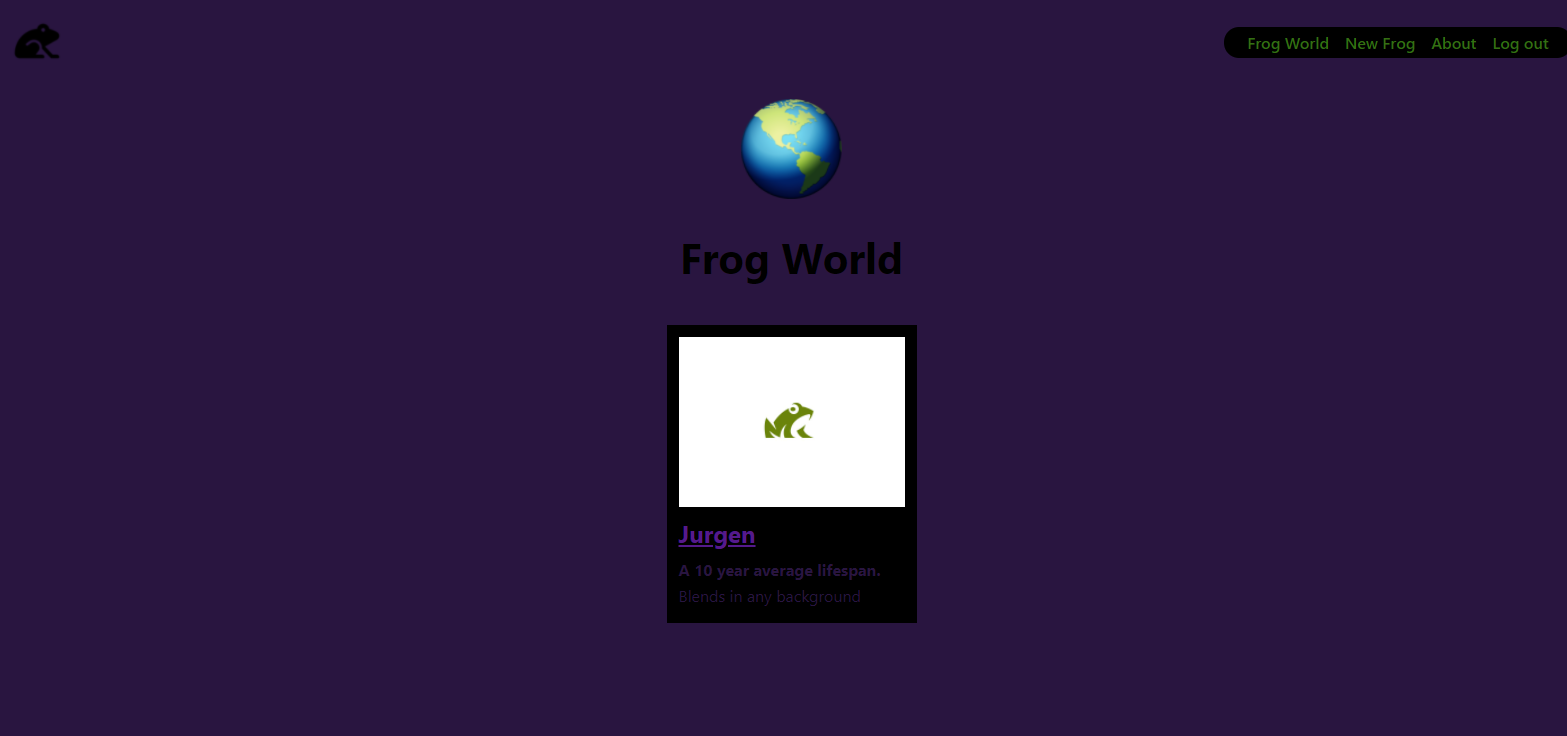 Frog World New Frog About Log out
Frog World
Jurgen
A 10 year average lifespan.
Blends in any background